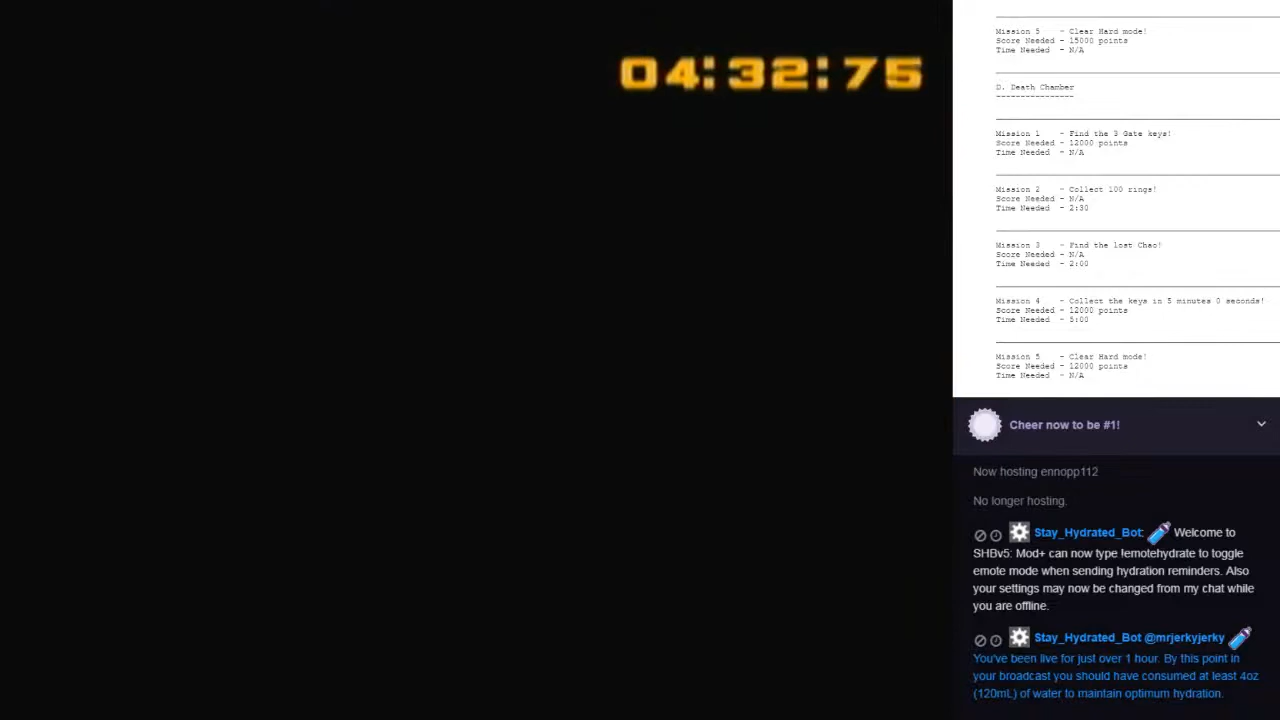 04:32:75
Mission 5 - Clear Hard mode!
Score Needed - 15000 points
Time Needed - N/A
D. Death Chamber
----------------
Mission 1 - Find the 3 Gate keys!
Score Needed - 12000 points
Time Needed - N/A
Mission 2 - Collect 100 rings!
Score Needed - N/A
Time Needed - 2:30
Mission 3 - Find the lost Chao!
Score Needed - N/A
Time Needed - 2:00
Mission 4 - Collect the keys in 5 minutes 0 seconds!
Score Needed - 12000 points
Time Needed - 5:00
Mission 5 - Clear Hard mode!
Score Needed - 12000 points
Time Needed - N/A
Cheer now to be #1!
Now hosting ennopp112
No longer hosting.
Stay_Hydrated_Bot: Welcome to
SHBv5: Mod+ can now type !emotehydrate to toggle
emote mode when sending hydration reminders. Also
your settings may now be changed from my chat while
you are offline.
Stay_Hydrated_Bot @mrjerkyjerky
You've been live for just over 1 hour. By this point in
your broadcast you should have consumed at least 4oz
(120mL) of water to maintain optimum hydration.